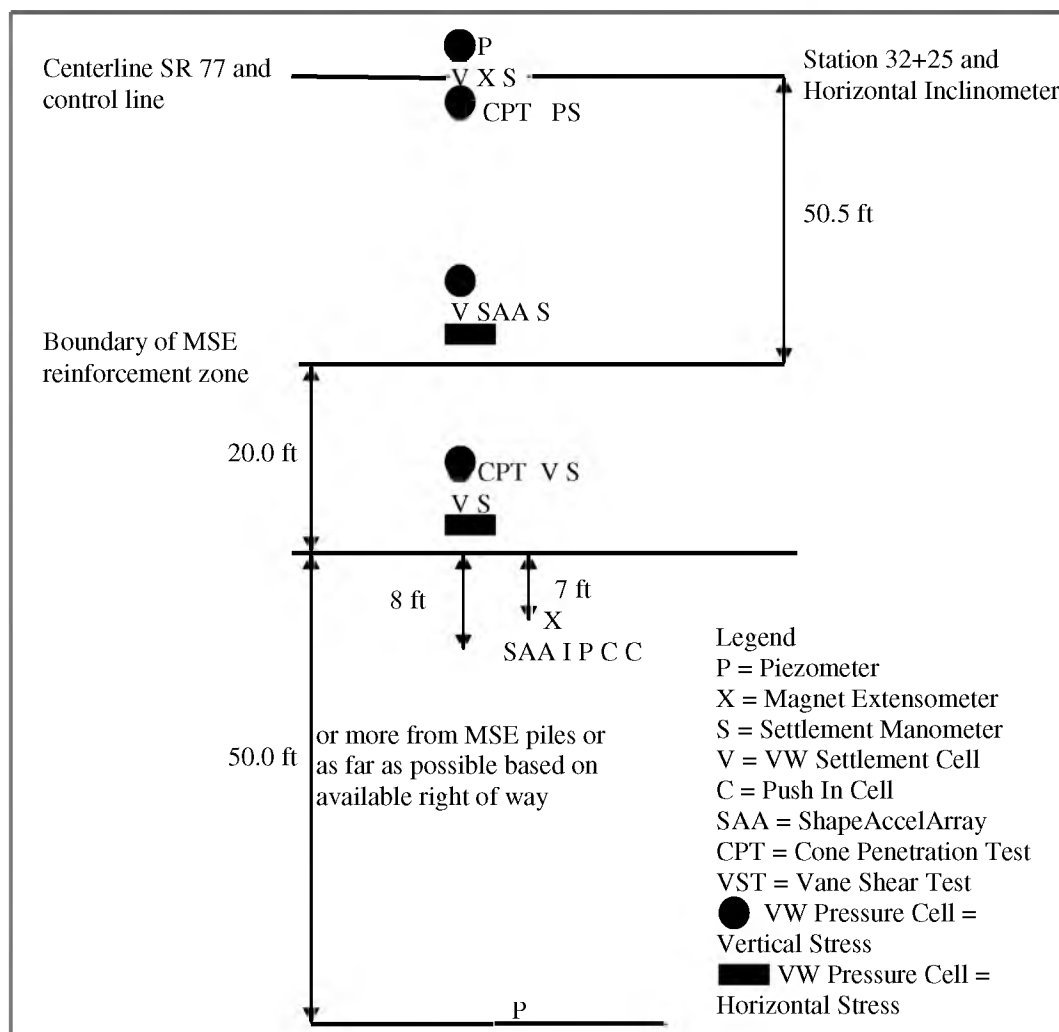 P
Centerline SR 77 and
control line
V X S
Station 32+25 and
Horizontal Inclinometer
CPT PS
50.5 ft
V SAA S
Boundary of MSE
reinforcement zone
20.0 ft
CPT V S
V S
8 ft
7 ft
X
SAA I P C C
50.0 ft
or more from MSE piles or
as far as possible based on
available right of way
P
Legend
P = Piezometer
X = Magnet Extensometer
S = Settlement Manometer
V = VW Settlement Cell
C = Push In Cell
SAA = ShapeAccelArray
CPT = Cone Penetration Test
VST = Vane Shear Test
VW Pressure Cell =
Vertical Stress
VW Pressure Cell =
Horizontal Stress